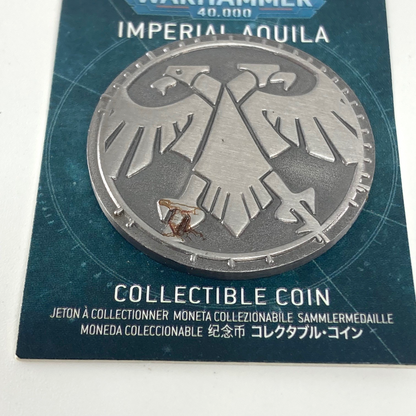 WARHAMMER
40,000
IMPERIAL AQUILA
COLLECTIBLE COIN
JETON À COLLECTIONNER MONETA COLLEZIONABILE SAMMLERMEDAILLE
MONEDA COLECCIONABLE 纪念币 コレクタブル・コイン